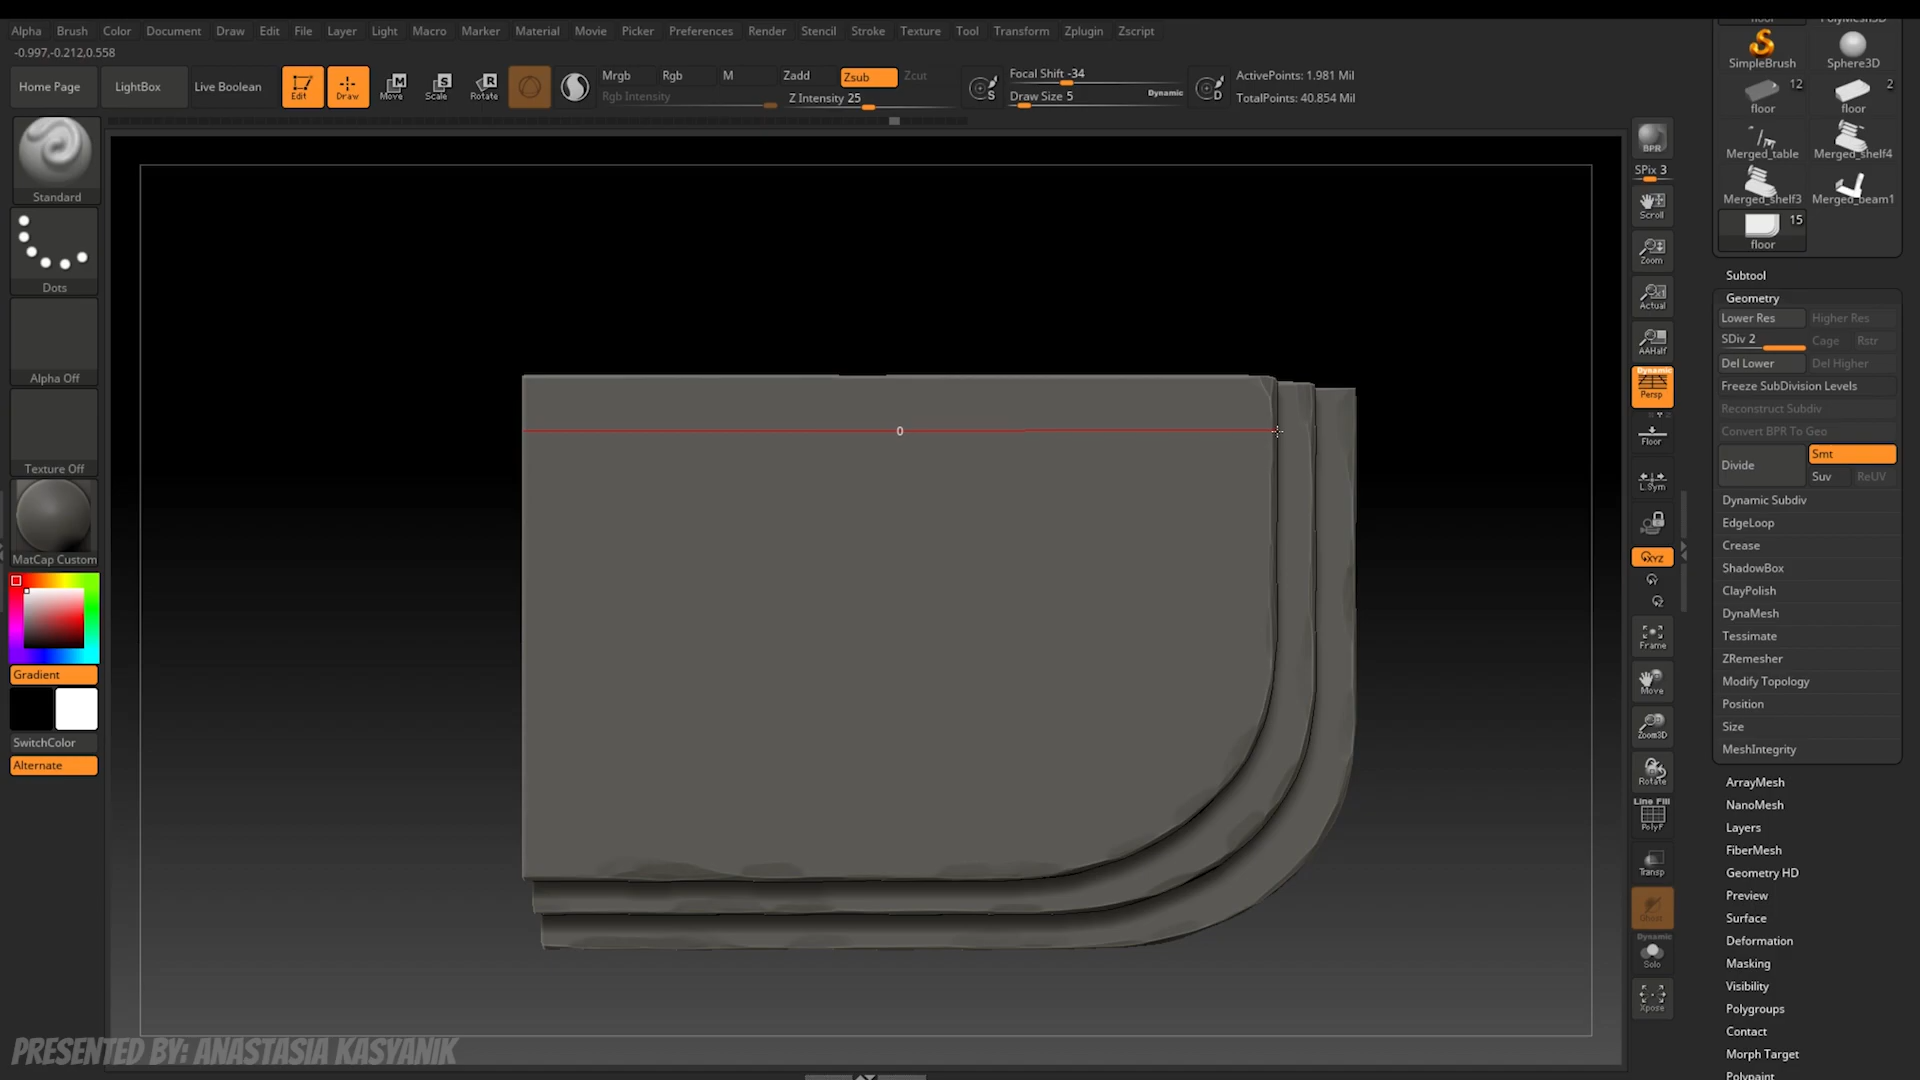 floor PolyMesh3D
Alpha Brush Color Document Draw Edit File Layer Light Macro Marker Material Movie Picker Preferences Render Stencil Stroke Texture Tool Transform Zplugin Zscript
-0.997,-0.212,0.558
Home Page LightBox Live Boolean Edit Draw Move Scale Rotate
M S R
Mrgb Rgb M Zadd Zsub Zcut
Rgb Intensity Z Intensity 25
S
Focal Shift -34
Draw Size 5 Dynamic
D
ActivePoints: 1.981 Mil
TotalPoints: 40.854 Mil
Standard
Dots
Alpha Off
Texture Off
MatCap Custom
Gradient
SwitchColor
Alternate
0
BPR
SPix 3
Scroll
Zoom
Actual
AAHalf
Dynamic
Persp
Floor
L.Sym
XYZ
Y
Z
Frame
Move
Zoom3D
Rotate
Line Fill
PolyF
Transp
Ghost
Dynamic
Solo
Xpose
SimpleBrush Sphere3D
12 2
floor floor
Merged_table Merged_shelf4
Merged_shelf3 Merged_beam1
15
floor
Subtool
Geometry
Lower Res Higher Res
SDiv 2 Cage Rstr
Del Lower Del Higher
Freeze SubDivision Levels
Reconstruct Subdiv
Convert BPR To Geo
Divide Smt
Suv ReUV
Dynamic Subdiv
EdgeLoop
Crease
ShadowBox
ClayPolish
DynaMesh
Tessimate
ZRemesher
Modify Topology
Position
Size
MeshIntegrity
ArrayMesh
NanoMesh
Layers
FiberMesh
Geometry HD
Preview
Surface
Deformation
Masking
Visibility
Polygroups
Contact
Morph Target
Polypaint
PRESENTED BY: ANASTASIA KASYANIK